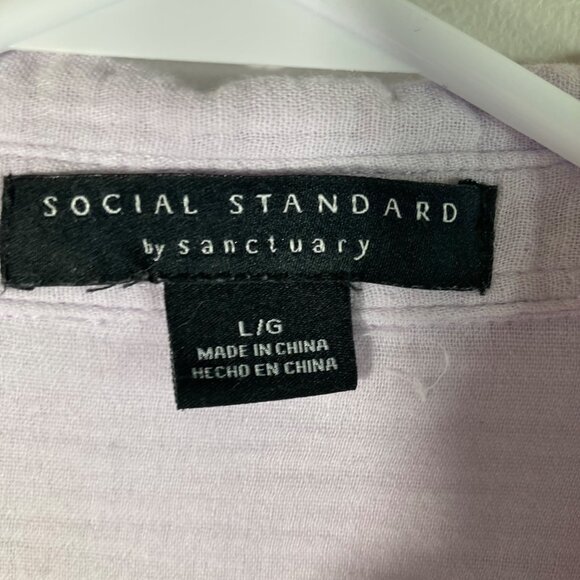 SOCIAL STANDARD
by sanctuary
L/G
MADE IN CHINA
HECHO EN CHINA